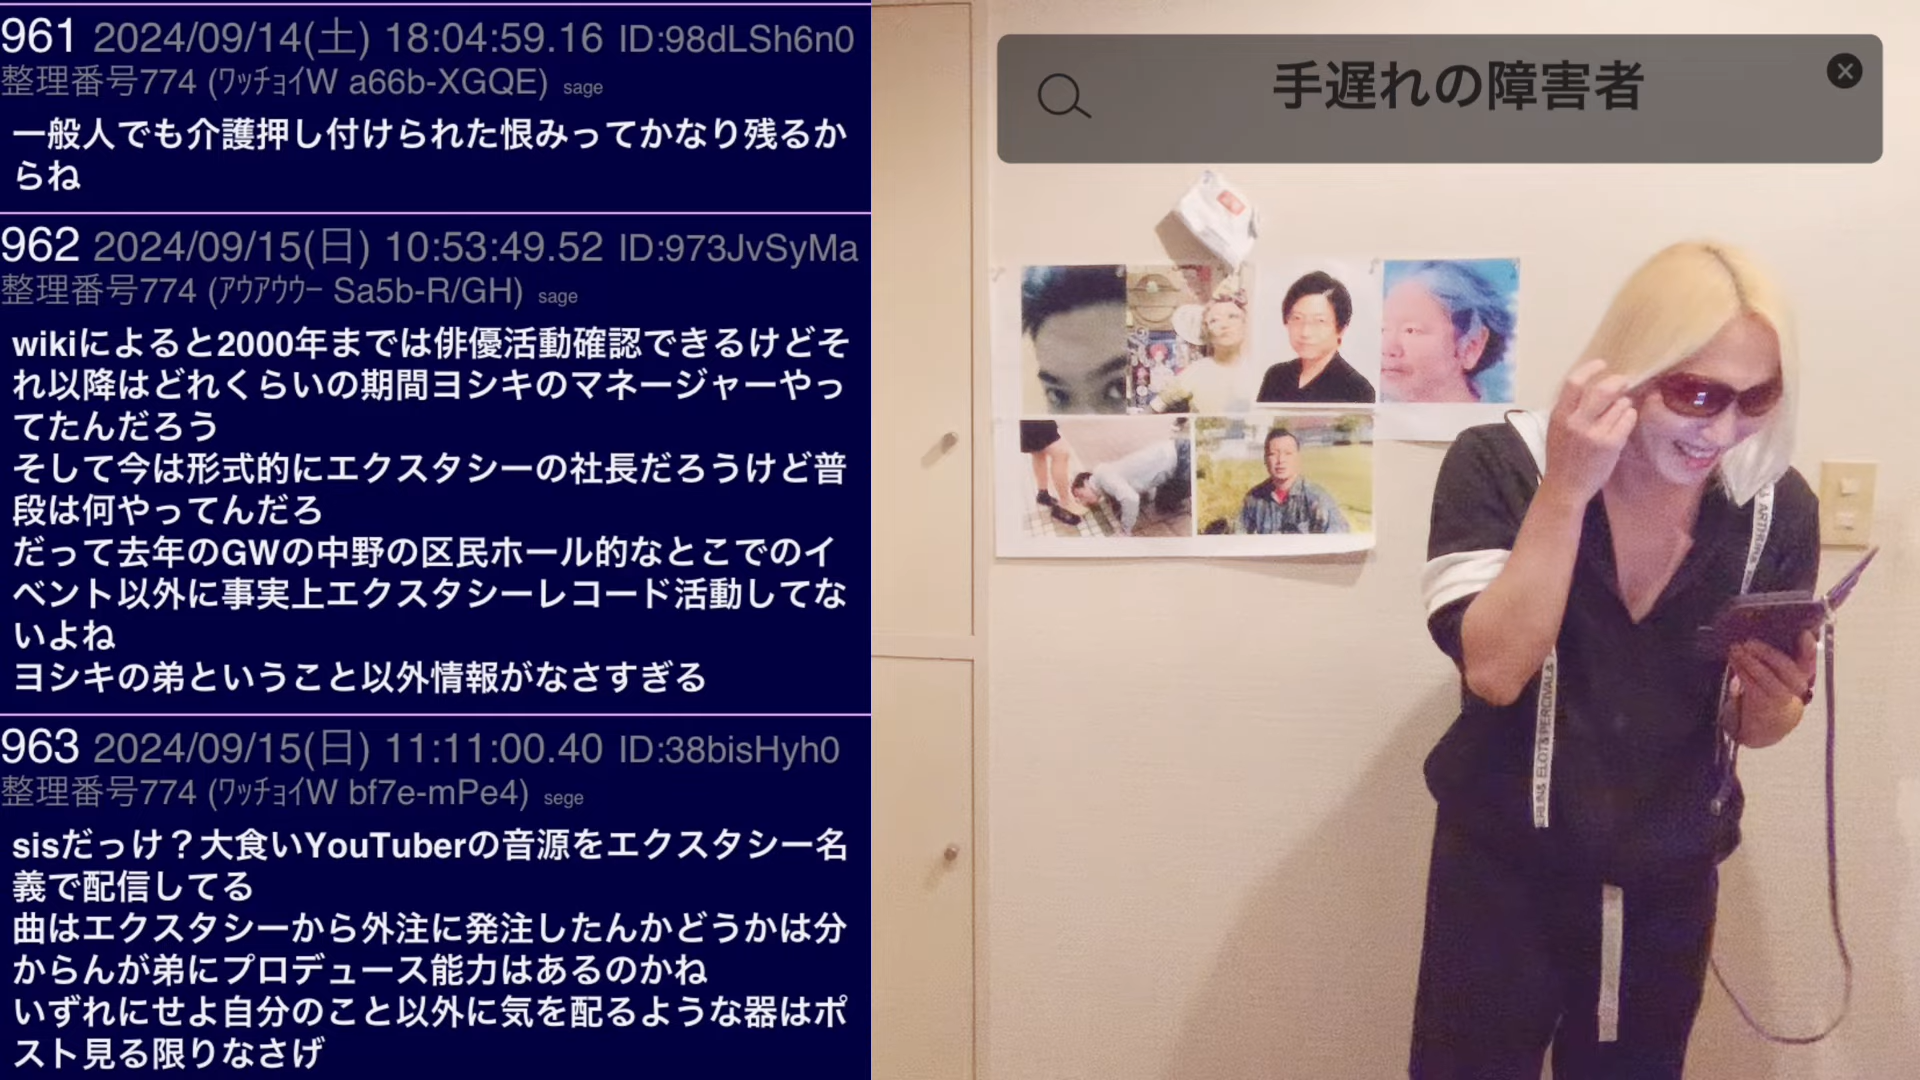 961 2024/09/14(土) 18:04:59.16 ID:98dLSh6n0
整理番号774 (ﾜｯﾁｮｲW a66b-XGQE) sage
一般人でも介護押し付けられた恨みってかなり残るか
らね
962 2024/09/15(日) 10:53:49.52 ID:973JvSyMa
整理番号774 (ｱｳｱｳｳｰ Sa5b-R/GH) sage
wikiによると2000年までは俳優活動確認できるけどそ
れ以降はどれくらいの期間ヨシキのマネージャーやっ
てたんだろう
そして今は形式的にエクスタシーの社長だろうけど普
段は何やってんだろ
だって去年のGWの中野の区民ホール的なとこでのイ
ベント以外に事実上エクスタシーレコード活動してな
いよね
ヨシキの弟ということ以外情報がなさすぎる
963 2024/09/15(日) 11:11:00.40 ID:38bisHyh0
整理番号774 (ﾜｯﾁｮｲW bf7e-mPe4) sege
sisだっけ？大食いYouTuberの音源をエクスタシー名
義で配信してる
曲はエクスタシーから外注に発注したんかどうかは分
からんが弟にプロデュース能力はあるのかね
いずれにせよ自分のこと以外に気を配るような器はポ
スト見る限りなさげ
手遅れの障害者